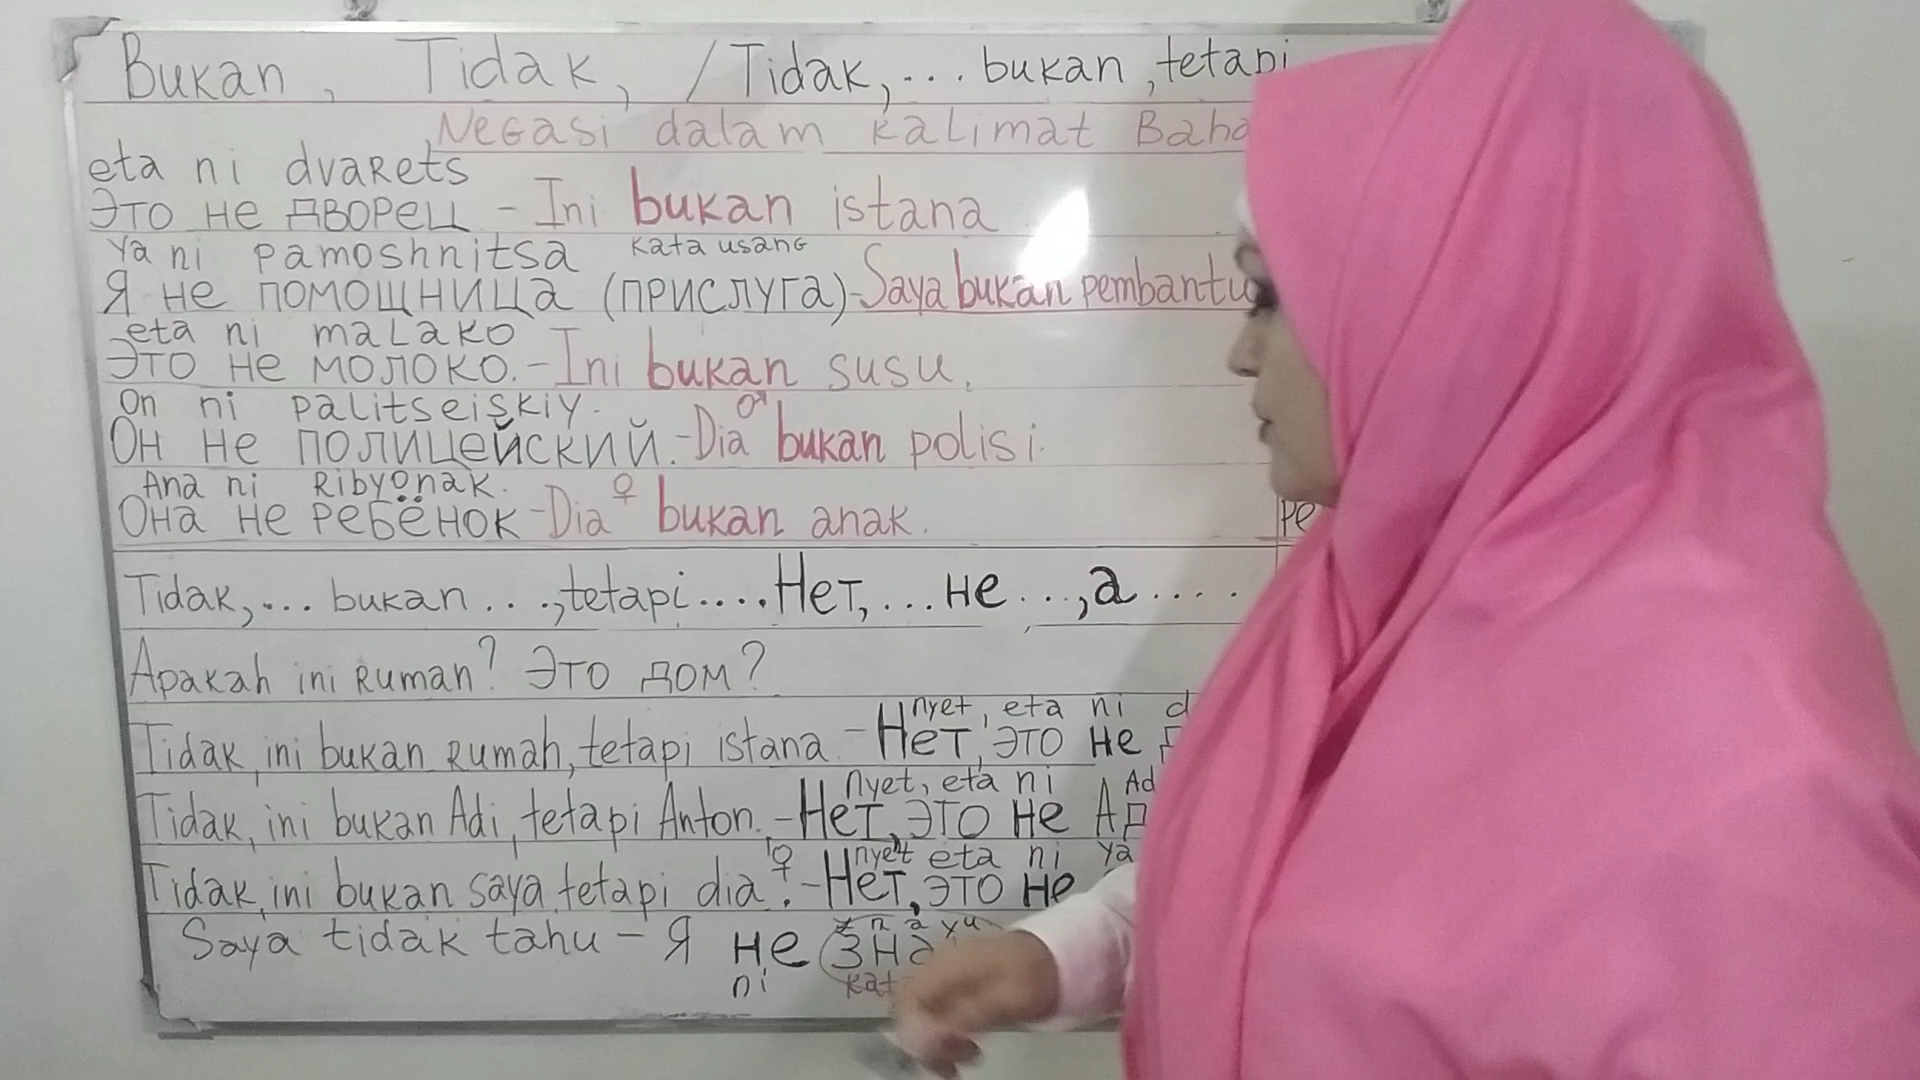 Bukan, Tidak, / Tidak, ... bukan, tetapi
Negasi dalam kalimat Baha
eta ni dvarets
Это не дворец - Ini bukan istana
Ya ni pamoshnitsa kata usang
Я не помощница (прислуга) - Saya bukan pembantu
eta ni malako
Это не молоко. - Ini bukan susu.
On ni palitseiskiy. ♂
Он не полицейский. - Dia bukan polisi.
Ana ni Ribyonak. ♀
Она не ребёнок - Dia bukan anak.
ре
Tidak, ... bukan ..., tetapi .... Нет, ... не ..., а ....
Apakah ini Ruman? Это дом?
nyet, eta ni d
Tidak, ini bukan Rumah, tetapi istana - Нет, это не
nyet, eta ni Ad
Tidak, ini bukan Adi, tetapi Anton. - Нет, это не Ад
♀ nyet eta ni ya
Tidak, ini bukan saya, tetapi dia. - Нет, это не
znayu
Saya tidak tahu - Я не зна
ni kat